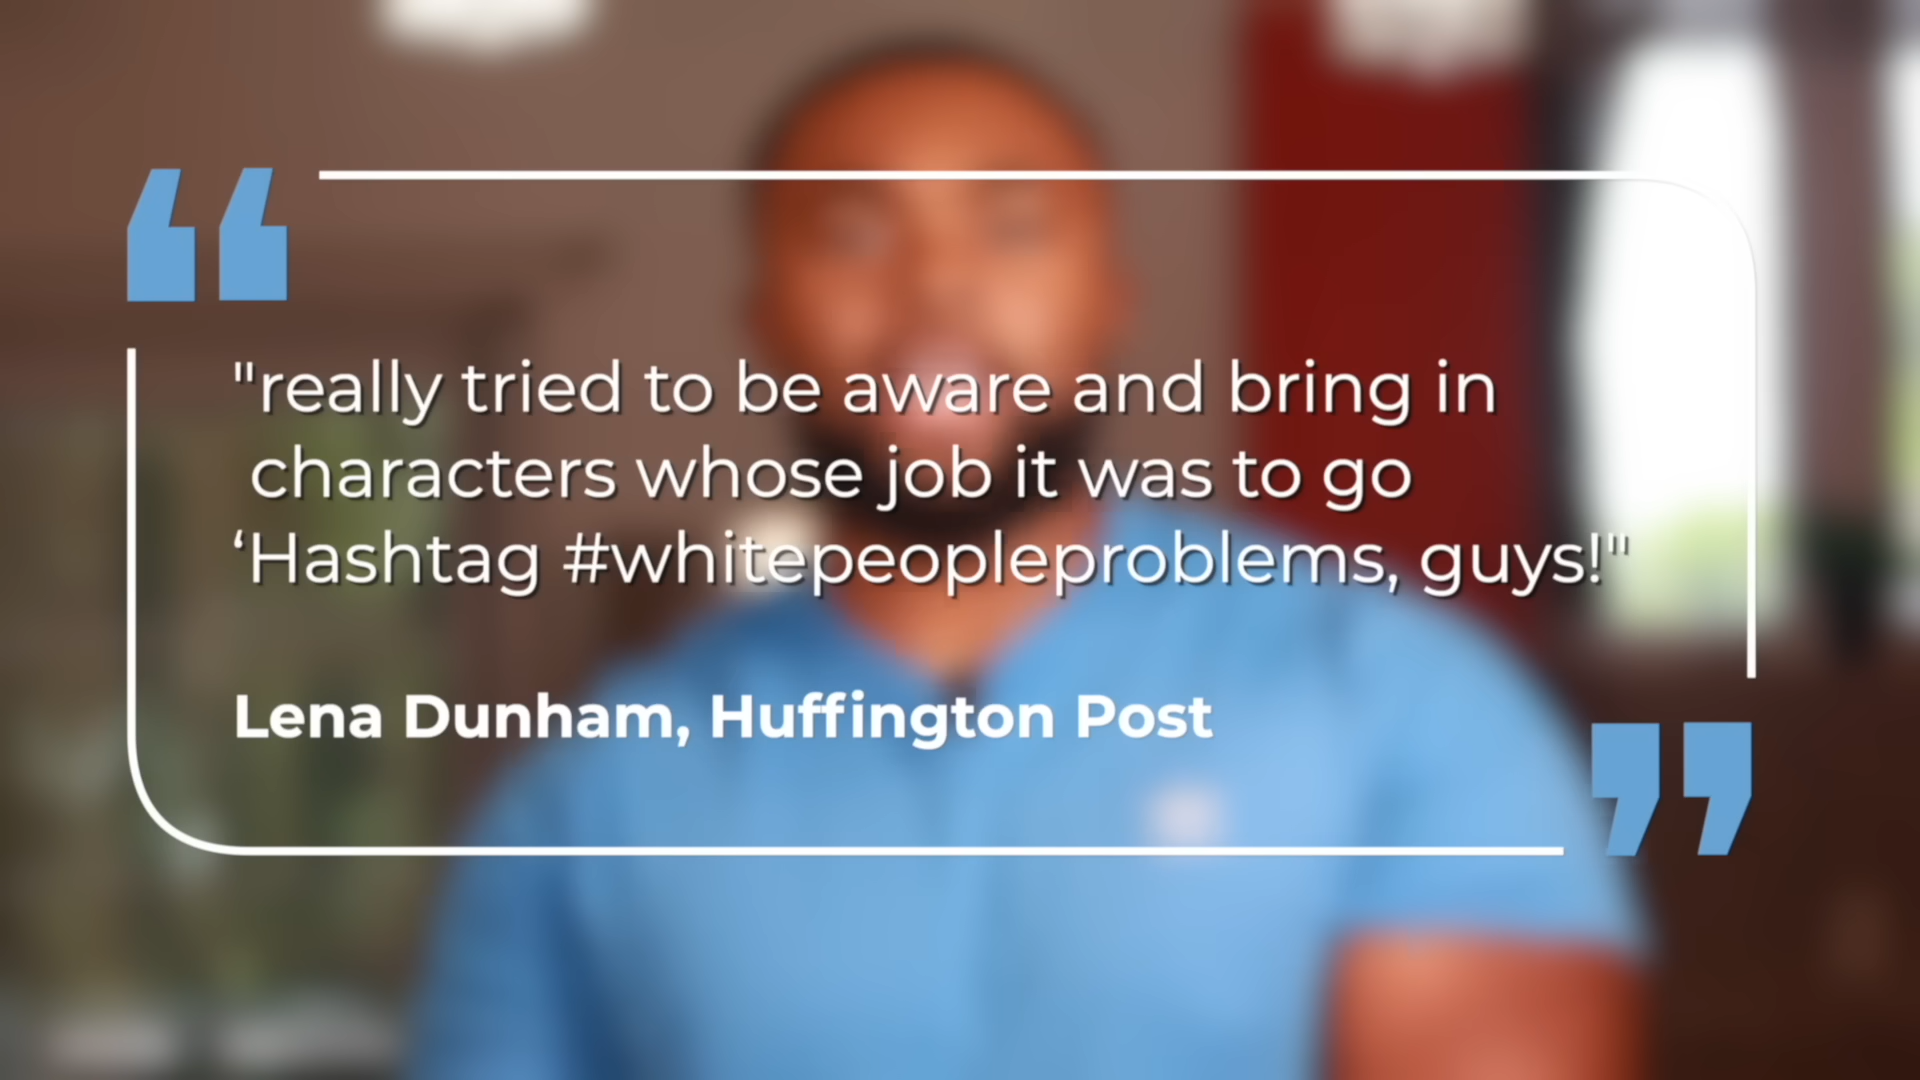 "really tried to be aware and bring in
characters whose job it was to go
‘Hashtag #whitepeopleproblems, guys!"
Lena Dunham, Huffington Post